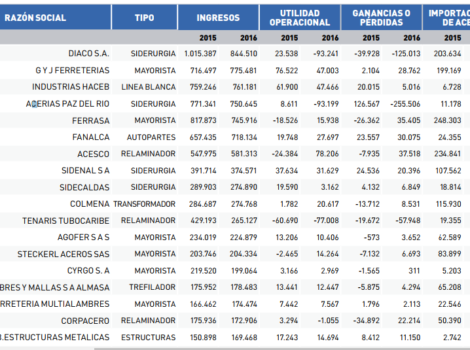 RAZÓN SOCIAL TIPO INGRESOS UTILIDAD OPERACIONAL GANANCIAS O PÉRDIDAS IMPORTAC DE ACE
2015 2016 2015 2016 2015 2016 2015
DIACO S.A. SIDERURGIA 1.015.387 844.510 23.538 -93.241 -39.928 -125.013 203.634
G Y J FERRETERIAS MAYORISTA 716.497 775.481 76.522 47.003 2.104 28.762 199.169
INDUSTRIAS HACEB LINEA BLANCA 759.246 761.181 61.900 47.466 20.015 5.016 6.728
ACERIAS PAZ DEL RIO SIDERURGIA 771.341 750.645 8.611 -93.199 126.567 -255.506 11.178
FERRASA MAYORISTA 817.873 745.916 -18.526 15.938 -26.362 35.405 248.303
FANALCA AUTOPARTES 657.435 718.134 19.748 27.697 23.557 30.075 24.355
ACESCO RELAMINADOR 547.975 581.313 -24.384 78.206 -7.935 37.518 234.841
SIDENAL S A SIDERURGIA 391.714 374.571 37.634 31.629 24.536 20.396 107.562
SIDECALDAS SIDERURGIA 289.903 274.890 19.590 3.162 4.132 6.849 18.814
COLMENA TRANSFORMADOR 284.687 274.768 1.782 20.617 -13.712 8.531 115.930
TENARIS TUBOCARIBE RELAMINADOR 429.193 265.127 -60.690 -77.008 -19.672 -57.948 19.355
AGOFER S A S MAYORISTA 234.019 224.879 13.206 10.406 -573 3.652 62.589
STECKERL ACEROS SAS MAYORISTA 203.746 204.334 -2.465 14.264 -7.132 6.693 83.899
CYRGO S. A MAYORISTA 219.520 199.064 3.166 2.969 -1.565 311 5.203
BRES Y MALLAS S A ALMASA TREFILADOR 175.952 178.483 13.441 12.447 -5.875 4.294 65.208
RRETERIA MULTIALAMBRES MAYORISTA 166.462 174.474 7.442 7.567 1.796 2.113 22.546
CORPACERO RELAMINADOR 175.936 172.906 3.294 -1.055 -34.892 22.214 50.390
I.ESTRUCTURAS METALICAS ESTRUCTURAS 150.898 169.468 17.243 14.694 8.412 11.150 2.742